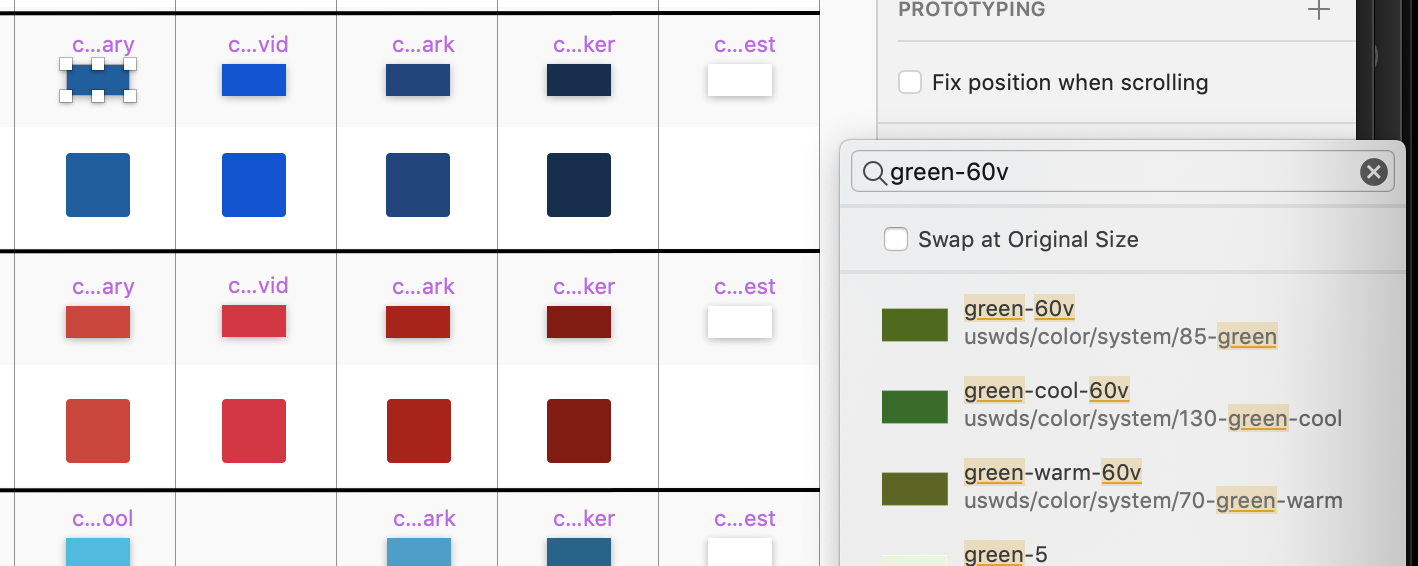 c...ary c...vid c...ark c...ker c...est
c...ary c...vid c...ark c...ker c...est
c...ool c...ark c...ker c...est
PROTOTYPING
Fix position when scrolling
green-60v
Swap at Original Size
green-60v
uswds/color/system/85-green
green-cool-60v
uswds/color/system/130-green-cool
green-warm-60v
uswds/color/system/70-green-warm
green-5